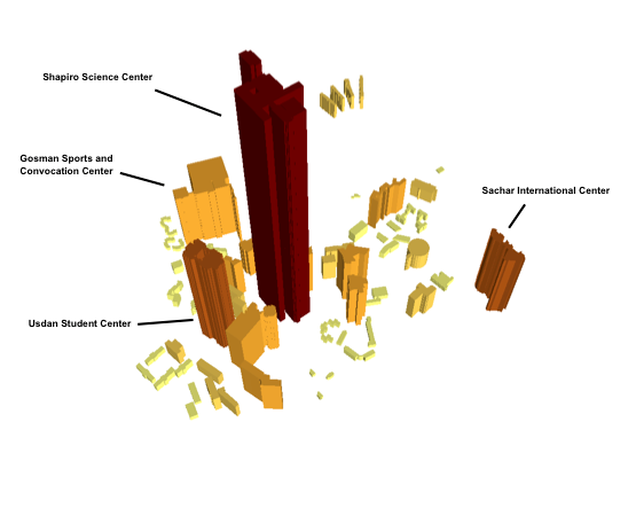 Shapiro Science Center
Gosman Sports and
Convocation Center
Sachar International Center
Usdan Student Center